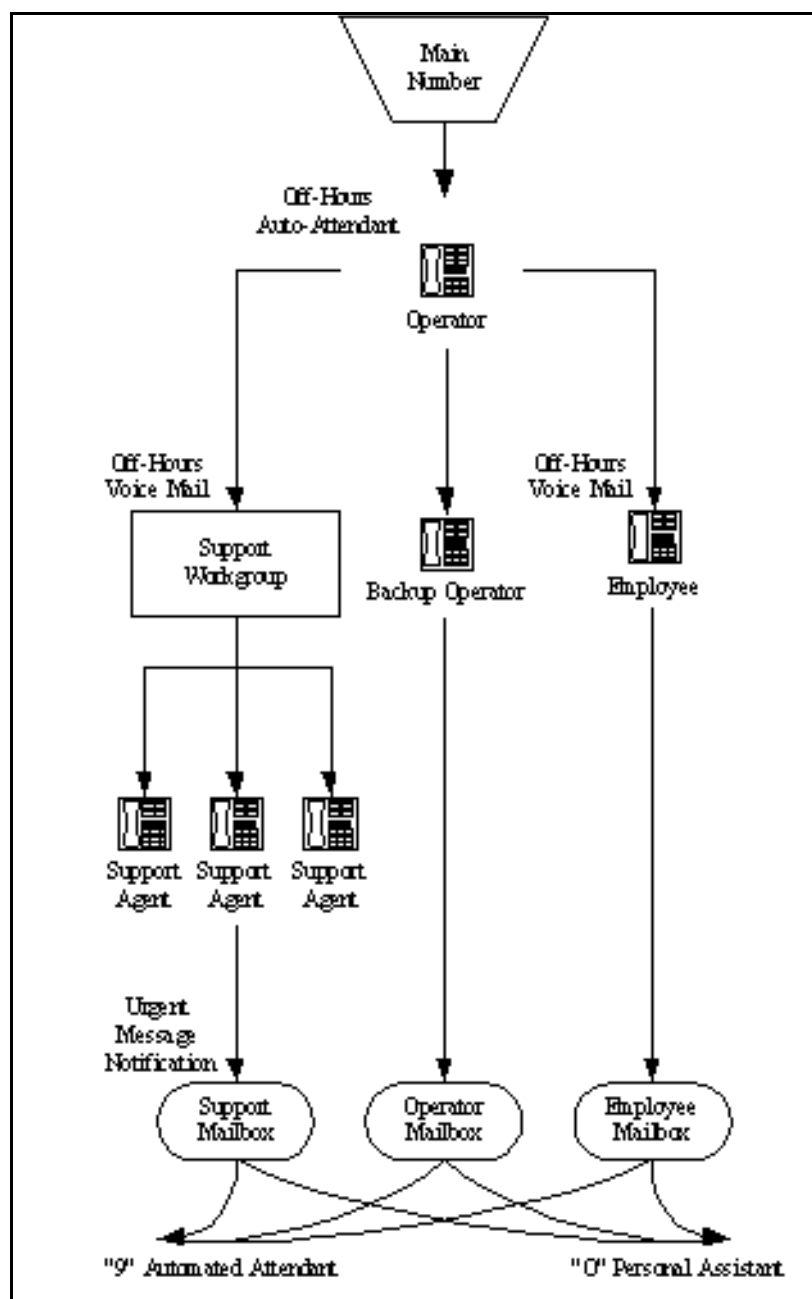 Main
Number
Off-Hours
Auto-Attendant
Operator
Off-Hours
Voice Mail
Off-Hours
Voice Mail
Support
Workgroup
Backup Operator
Employee
Support
Agent
Support
Agent
Support
Agent
Urgent
Message
Notification
Support
Mailbox
Operator
Mailbox
Employee
Mailbox
"9" Automated Attendant
"0" Personal Assistant